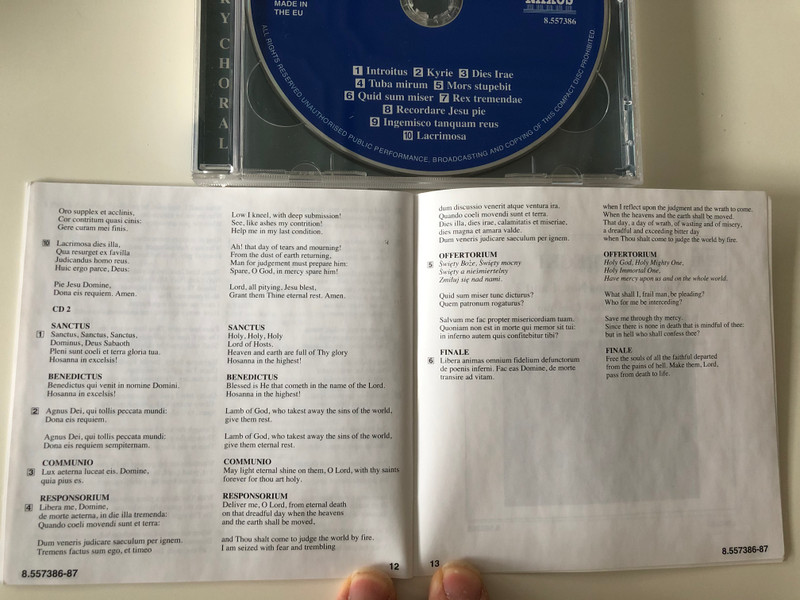 RY CHORAL
MADE IN
THE EU
8.557386
1 Introitus 2 Kyrie 3 Dies Irae
4 Tuba mirum 5 Mors stupebit
6 Quid sum miser 7 Rex tremendae
8 Recordare Jesu pie
9 Ingemisco tanquam reus
10 Lacrimosa
ALL RIGHTS RESERVED UNAUTHORISED PUBLIC PERFORMANCE, BROADCASTING AND COPYING OF THIS COMPACT DISC PROHIBITED.
Oro supplex et acclinis,
Cor contritum quasi cinis:
Gere curam mei finis.
10 Lacrimosa dies illa,
Qua resurget ex favilla
Judicandus homo reus.
Huic ergo parce, Deus:
Pie Jesu Domine,
Dona eis requiem. Amen.
CD 2
SANCTUS
1 Sanctus, Sanctus, Sanctus,
Dominus, Deus Sabaoth
Pleni sunt coeli et terra gloria tua.
Hosanna in excelsis!
BENEDICTUS
Benedictus qui venit in nomine Domini.
Hosanna in excelsis!
2 Agnus Dei, qui tollis peccata mundi:
Dona eis requiem.
Agnus Dei, qui tollis peccata mundi:
Dona eis requiem sempiternam.
COMMUNIO
3 Lux aeterna luceat eis. Domine,
quia pius es.
RESPONSORIUM
4 Libera me, Domine,
de morte aeterna, in die illa tremenda:
Quando coeli movendi sunt et terra:
Dum veneris judicare saeculum per ignem.
Tremens factus sum ego, et timeo
8.557386-87
Low I kneel, with deep submission!
See, like ashes my contrition!
Help me in my last condition.
Ah! that day of tears and mourning!
From the dust of earth returning,
Man for judgement must prepare him:
Spare, O God, in mercy spare him!
Lord, all pitying, Jesu blest,
Grant them Thine eternal rest. Amen.
SANCTUS
Holy, Holy, Holy
Lord of Hosts,
Heaven and earth are full of Thy glory
Hosanna in the highest!
BENEDICTUS
Blessed is He that cometh in the name of the Lord.
Hosanna in the highest!
Lamb of God, who takest away the sins of the world,
give them rest.
Lamb of God, who takest away the sins of the world,
give them eternal rest.
COMMUNIO
May light eternal shine on them, O Lord, with thy saints
forever for thou art holy.
RESPONSORIUM
Deliver me, O Lord, from eternal death
on that dreadful day when the heavens
and the earth shall be moved,
and Thou shalt come to judge the world by fire.
I am seized with fear and trembling
12
dum discussio venerit atque ventura ira.
Quando coeli movendi sunt et terra.
Dies illa, dies irae, calamitatis et miseriae,
dies magna et amara valde.
Dum veneris judicare saeculum per ignem.
OFFERTORIUM
5 Święty Boże, Święty mocny
Święty a nieśmiertelny
Zmiłuj się nad nami.
Quid sum miser tunc dicturus?
Quem patronum rogaturus?
Salvum me fac propter misericordiam tuam.
Quoniam non est in morte qui memor sit tui:
in inferno autem quis confitebitur tibi?
FINALE
6 Libera animas omnium fidelium defunctorum
de poenis inferni. Fac eas Domine, de morte
transire ad vitam.
13
when I reflect upon the judgment and the wrath to come.
When the heavens and the earth shall be moved.
That day, a day of wrath, of wasting and of misery,
a dreadful and exceeding bitter day
when Thou shalt come to judge the world by fire.
OFFERTORIUM
Holy God, Holy Mighty One,
Holy Immortal One,
Have mercy upon us and on the whole world.
What shall I, frail man, be pleading?
Who for me be interceding?
Save me through thy mercy.
Since there is none in death that is mindful of thee:
but in hell who shall confess thee?
FINALE
Free the souls of all the faithful departed
from the pains of hell. Make them, Lord,
pass from death to life.
8.557386-87